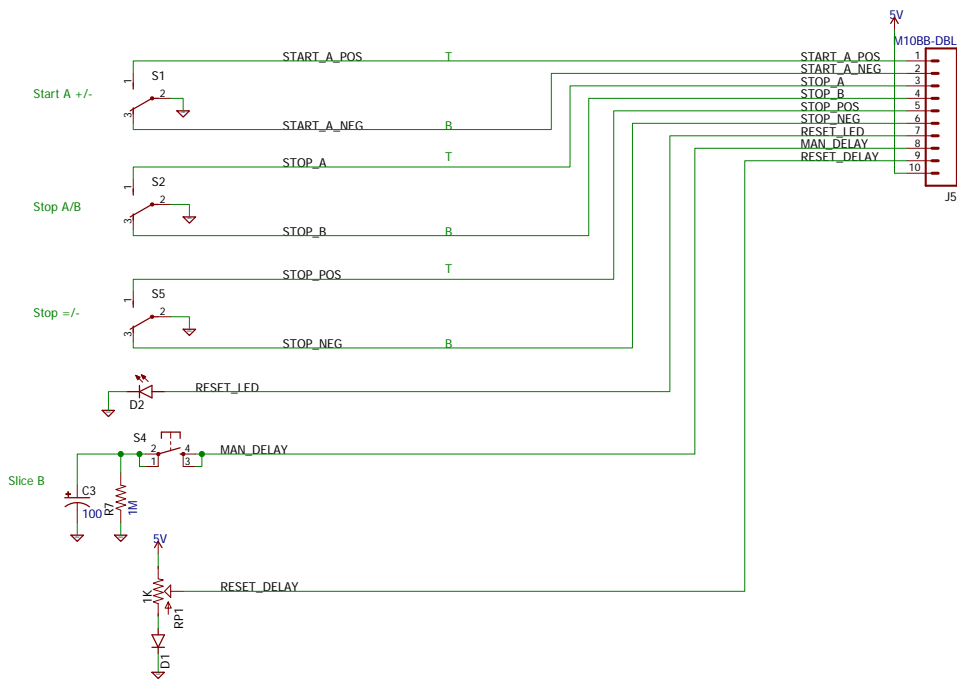 5V
M10BB-DBL
START_A_POS T START_A_POS 1
START_A_NEG 2
1 S1 STOP_A 3
Start A +/- 2 STOP_B 4
3 STOP_POS 5
START_A_NEG B STOP_NEG 6
RESET_LED 7
MAN_DELAY 8
T RESET_DELAY 9
STOP_A 10
1 S2 J5
2
Stop A/B
3
STOP_B B
T
STOP_POS
1 S5
2
Stop =/-
3
STOP_NEG B
RESET_LED
D2
S4
2 4 MAN_DELAY
1 3
Slice B
C3
100
R7
1M
5V
1K
RESET_DELAY
RP1
D1